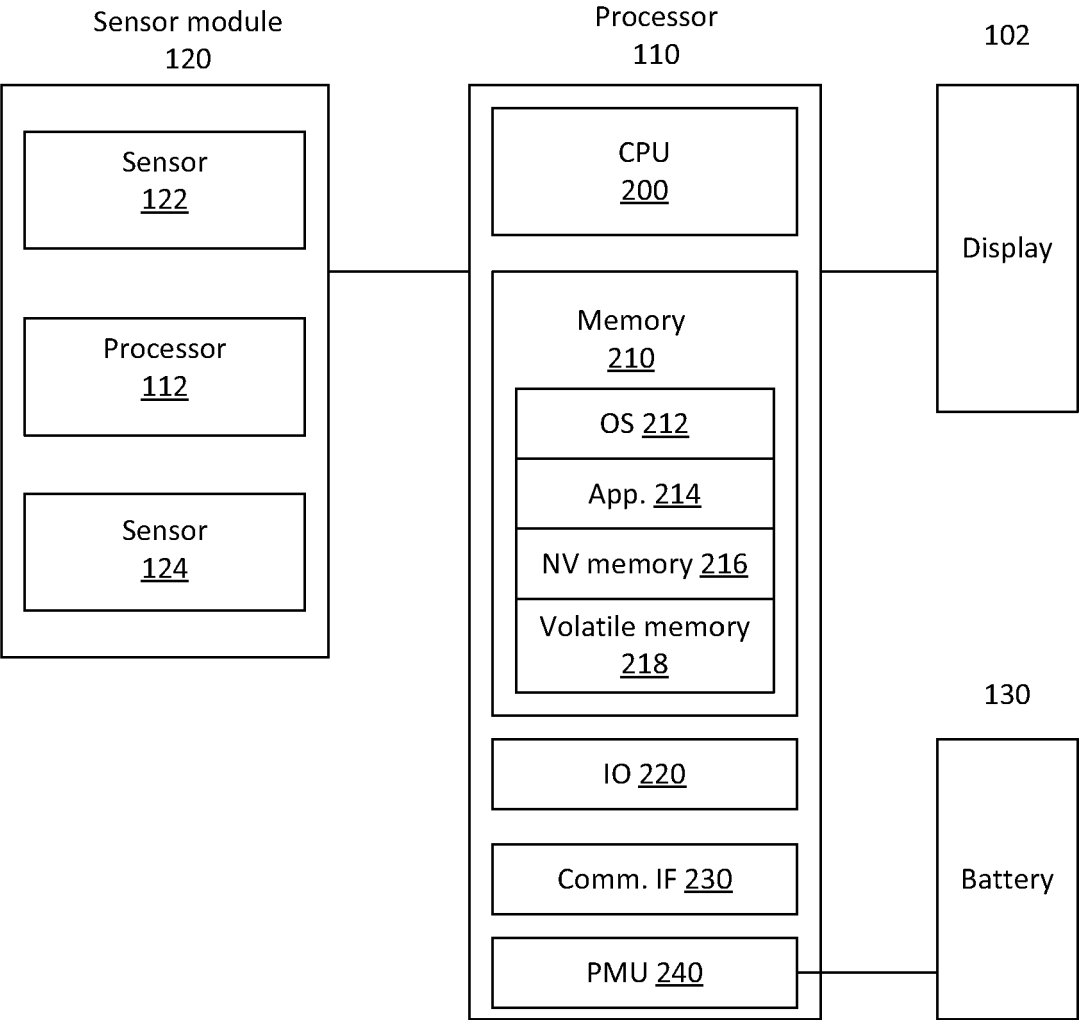 Sensor module
120
Sensor
122
Processor
112
Sensor
124
Processor
110
CPU
200
Memory
210
OS 212
App. 214
NV memory 216
Volatile memory
218
IO 220
Comm. IF 230
PMU 240
102
Display
130
Battery